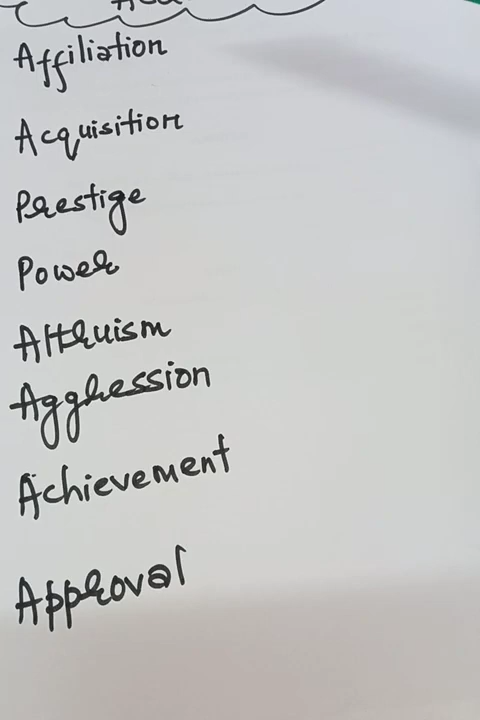 Affiliation
Acquisition
Prestige
Power
Altruism
Aggression
Achievement
Approval